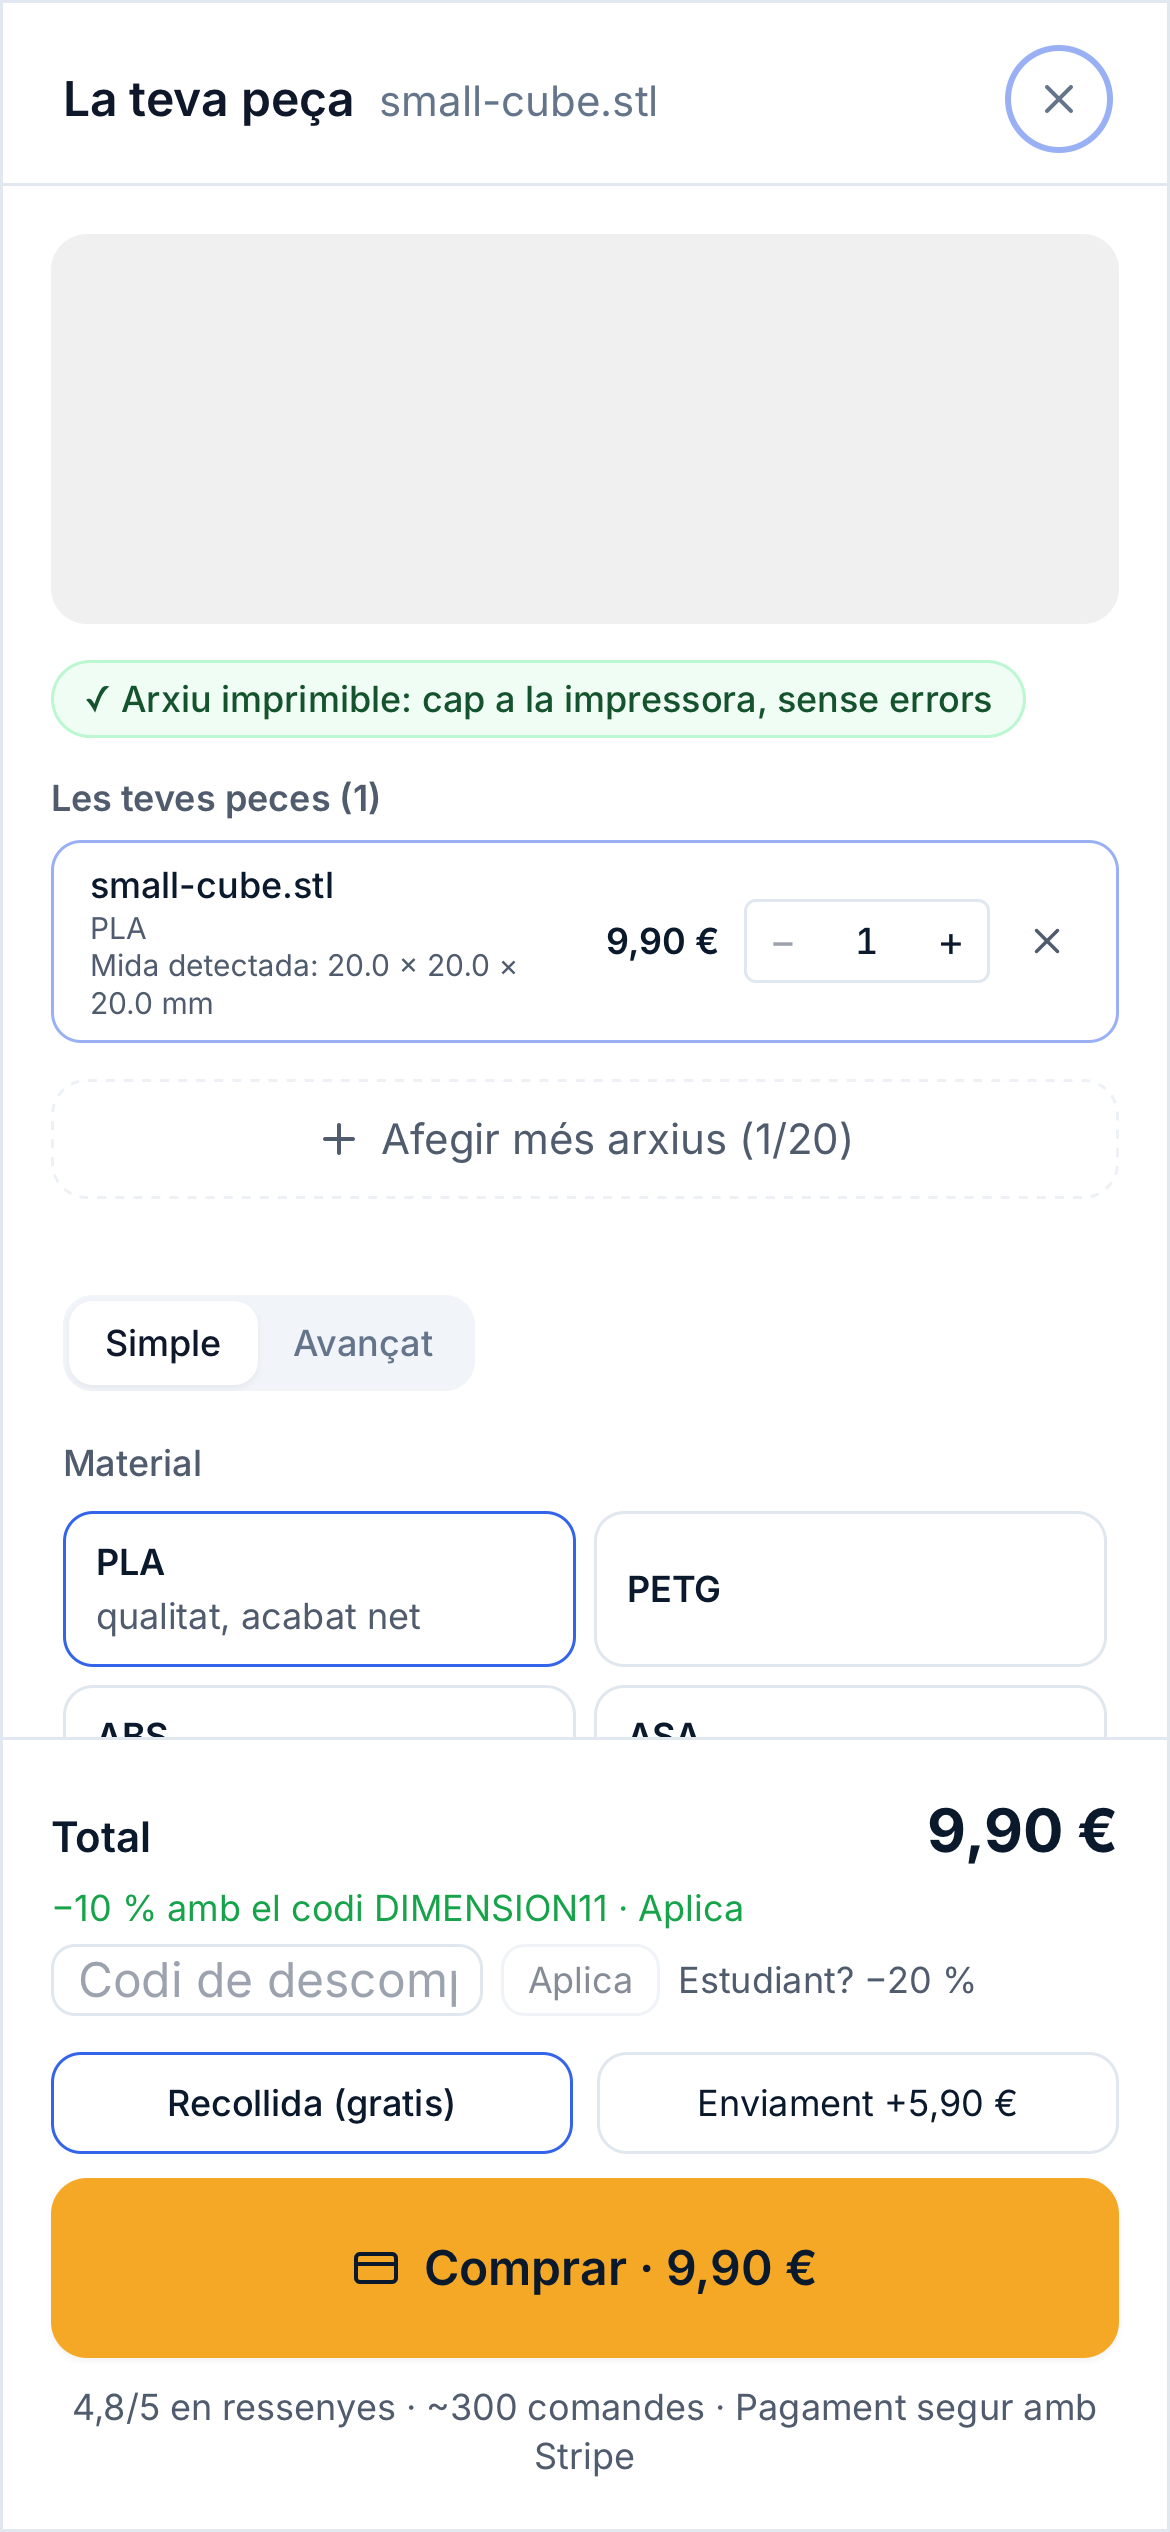 La teva peça small-cube.stl
✓ Arxiu imprimible: cap a la impressora, sense errors
Les teves peces (1)
small-cube.stl
PLA
Mida detectada: 20.0 × 20.0 ×
20.0 mm
9,90 € − 1 +
+ Afegir més arxius (1/20)
Simple Avançat
Material
PLA
qualitat, acabat net
PETG
ABS ASA
Total 9,90 €
−10 % amb el codi DIMENSION11 · Aplica
Codi de Aplica Estudiant? −20 %
Recollida (gratis) Enviament +5,90 €
Comprar · 9,90 €
4,8/5 en ressenyes · ~300 comandes · Pagament segur amb
Stripe